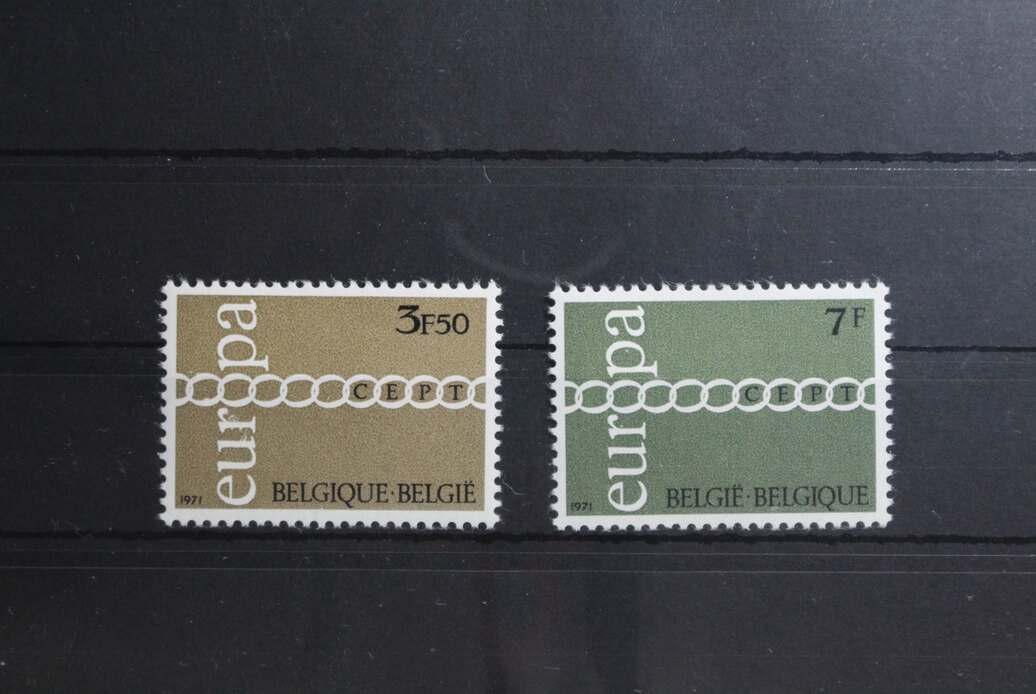 3F50
europa
CEPT
1971
BELGIQUE·BELGIË
7F
europa
CEPT
1971
BELGIË·BELGIQUE